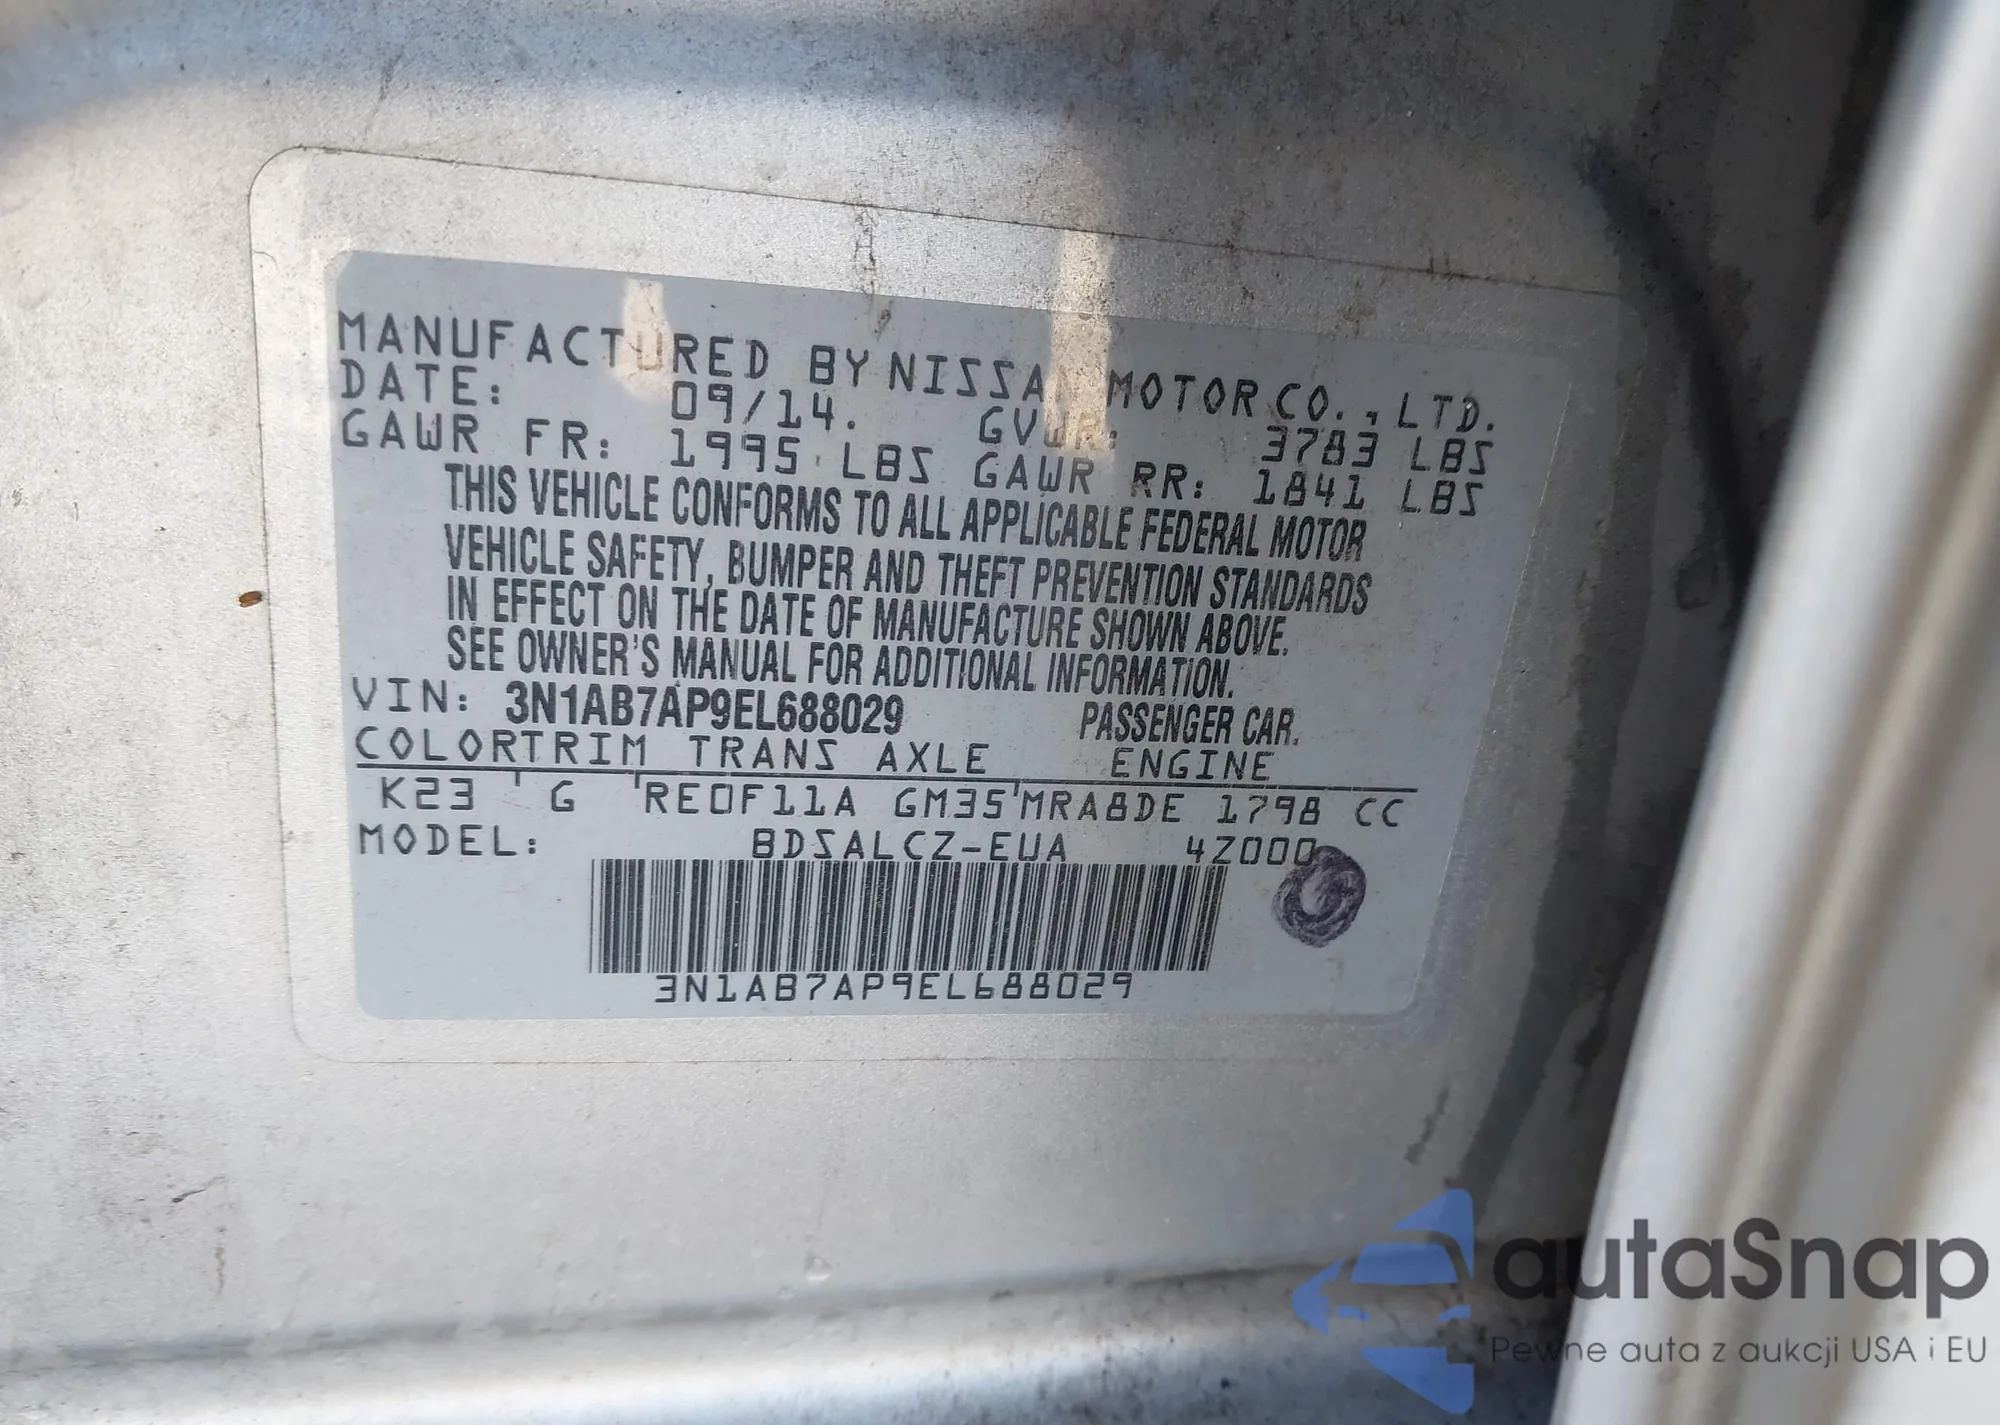 MANUFACTURED BY NISSAN MOTOR CO., LTD.
DATE: 09/14. GVWR: 3783 LBS
GAWR FR: 1995 LBS GAWR RR: 1841 LBS
THIS VEHICLE CONFORMS TO ALL APPLICABLE FEDERAL MOTOR
VEHICLE SAFETY, BUMPER AND THEFT PREVENTION STANDARDS
IN EFFECT ON THE DATE OF MANUFACTURE SHOWN ABOVE.
SEE OWNER'S MANUAL FOR ADDITIONAL INFORMATION.
VIN: 3N1AB7AP9EL688029 PASSENGER CAR.
COLORTRIM TRANS AXLE ENGINE
K23 ' G 'RE0F11A GM35'MRA8DE 1798 CC
MODEL: BDSALCZ-EUA 4Z000
3N1AB7AP9EL688029
autaSnap
Pewne auta z aukcji USA i EU